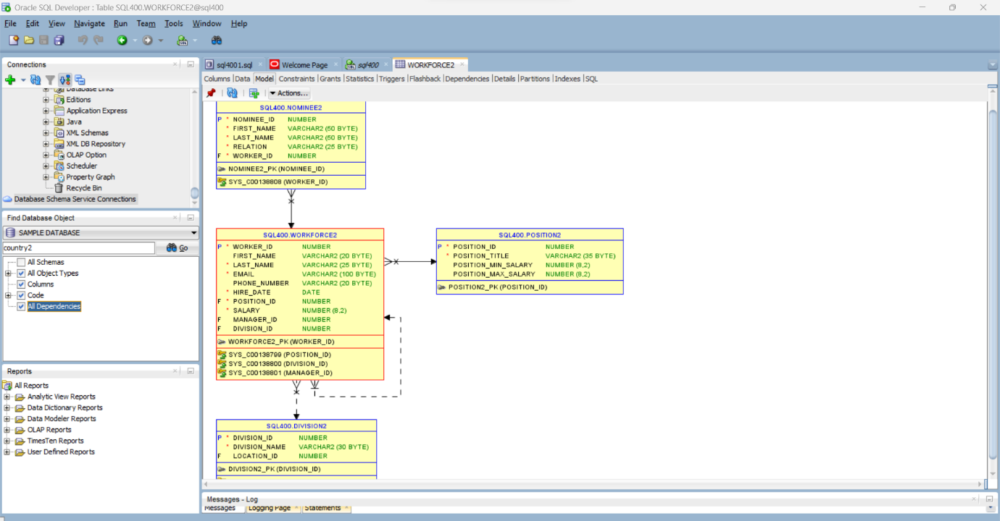 Oracle SQL Developer : Table SQL400.WORKFORCE2@sql400
File Edit View Navigate Run Team Tools Window Help
Connections
Database Links
Editions
Application Express
Java
XML Schemas
XML DB Repository
OLAP Option
Scheduler
Property Graph
Recycle Bin
Database Schema Service Connections
Find Database Object
SAMPLE DATABASE
country2 Go
All Schemas
All Object Types
Columns
Code
All Dependencies
Reports
All Reports
Analytic View Reports
Data Dictionary Reports
Data Modeler Reports
OLAP Reports
TimesTen Reports
User Defined Reports
sql4001.sql Welcome Page sql400 WORKFORCE2
Columns Data Model Constraints Grants Statistics Triggers Flashback Dependencies Details Partitions Indexes SQL
Actions...
SQL400.NOMINEE2
P * NOMINEE_ID NUMBER
* FIRST_NAME VARCHAR2 (50 BYTE)
* LAST_NAME VARCHAR2 (50 BYTE)
* RELATION VARCHAR2 (25 BYTE)
F * WORKER_ID NUMBER
NOMINEE2_PK (NOMINEE_ID)
SYS_C00138808 (WORKER_ID)
SQL400.WORKFORCE2
P * WORKER_ID NUMBER
FIRST_NAME VARCHAR2 (20 BYTE)
* LAST_NAME VARCHAR2 (25 BYTE)
* EMAIL VARCHAR2 (100 BYTE)
PHONE_NUMBER VARCHAR2 (20 BYTE)
* HIRE_DATE DATE
F * POSITION_ID NUMBER
* SALARY NUMBER (8,2)
F MANAGER_ID NUMBER
F DIVISION_ID NUMBER
WORKFORCE2_PK (WORKER_ID)
SYS_C00138799 (POSITION_ID)
SYS_C00138800 (DIVISION_ID)
SYS_C00138801 (MANAGER_ID)
SQL400.POSITION2
P * POSITION_ID NUMBER
* POSITION_TITLE VARCHAR2 (35 BYTE)
POSITION_MIN_SALARY NUMBER (8,2)
POSITION_MAX_SALARY NUMBER (8,2)
POSITION2_PK (POSITION_ID)
SQL400.DIVISION2
P * DIVISION_ID NUMBER
* DIVISION_NAME VARCHAR2 (30 BYTE)
F LOCATION_ID NUMBER
DIVISION2_PK (DIVISION_ID)
Messages - Log
Messages Logging Page Statements